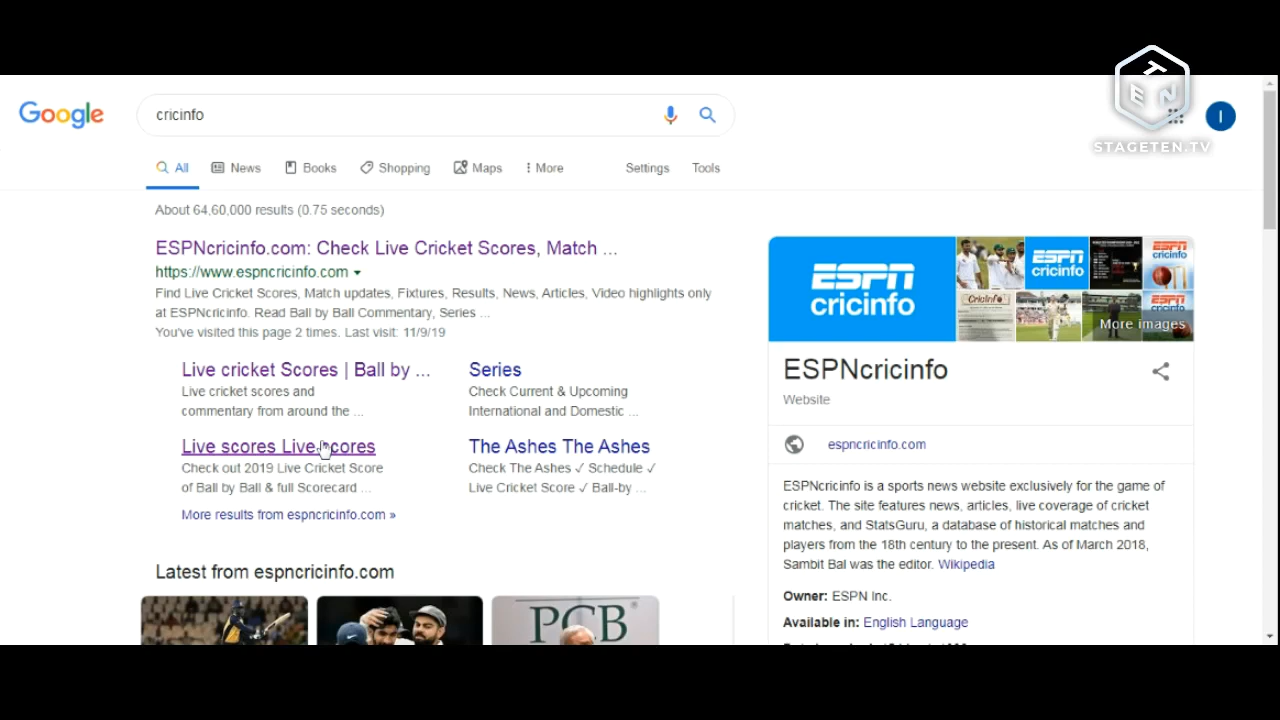 T
E N
STAGETEN.TV
Google
cricinfo
I
All News Books Shopping Maps More Settings Tools
About 64,60,000 results (0.75 seconds)
ESPNcricinfo.com: Check Live Cricket Scores, Match ...
https://www.espncricinfo.com
Find Live Cricket Scores, Match updates, Fixtures, Results, News, Articles, Video highlights only
at ESPNcricinfo. Read Ball by Ball Commentary, Series ...
You've visited this page 2 times. Last visit: 11/9/19
Live cricket Scores | Ball by ...
Live cricket scores and
commentary from around the ...
Series
Check Current & Upcoming
International and Domestic ...
Live scores Live scores
Check out 2019 Live Cricket Score
of Ball by Ball & full Scorecard ...
The Ashes The Ashes
Check The Ashes ✓ Schedule ✓
Live Cricket Score ✓ Ball-by ...
More results from espncricinfo.com »
Latest from espncricinfo.com
PCB
ESPN
cricinfo
ESPN
cricinfo
ESPN
cricinfo
CricInfo
ESPN
More images
ESPNcricinfo
Website
espncricinfo.com
ESPNcricinfo is a sports news website exclusively for the game of
cricket. The site features news, articles, live coverage of cricket
matches, and StatsGuru, a database of historical matches and
players from the 18th century to the present. As of March 2018,
Sambit Bal was the editor. Wikipedia
Owner: ESPN Inc.
Available in: English Language